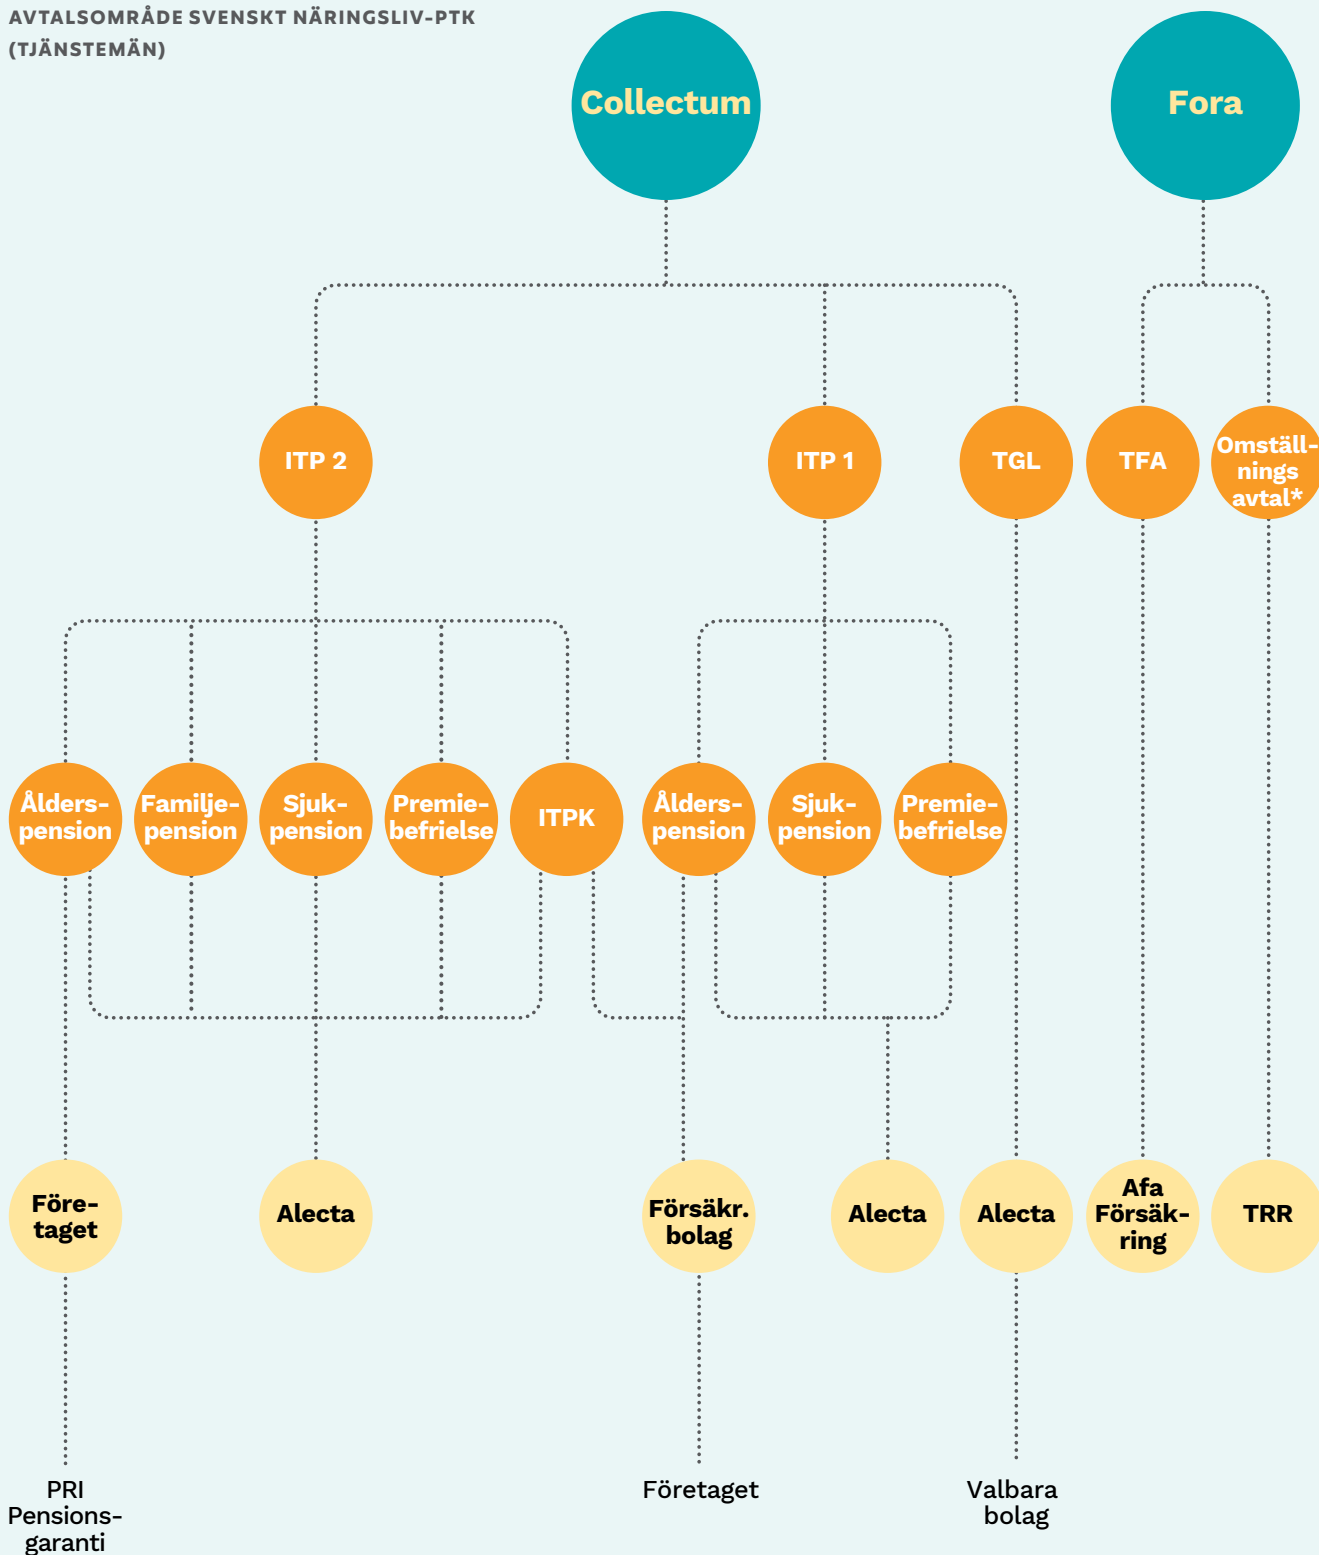 AVTALSOMRÅDE SVENSKT NÄRINGSLIV-PTK
(TJÄNSTEMÄN)
Collectum
Fora
ITP 2
ITP 1
TGL
TFA
Omställ-
nings
avtal*
Ålders-
pension
Familje-
pension
Sjuk-
pension
Premie-
befrielse
ITPK
Ålders-
pension
Sjuk-
pension
Premie-
befrielse
Före-
taget
Alecta
Försäkr.
bolag
Alecta
Alecta
Afa
Försäk-
ring
TRR
PRI
Pensions-
garanti
Företaget
Valbara
bolag